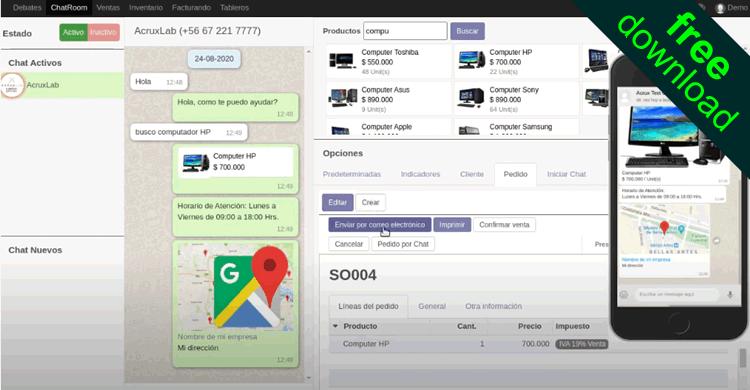 Debates ChatRoom Ventas Inventario Facturando Tableros Demo
Estado Activo Inactivo
Chat Activos
AcruxLab
Chat Nuevos
AcruxLab (+56 67 221 7777)
24-08-2020
Hola 12:48
Hola, como te puedo ayudar?
12:49
busco computador HP 12:49
Computer HP
$ 700.000
12:49
Horario de Atención: Lunes a
Viernes de 09:00 a 18:00 Hrs.
12:49
G
Nombre de mi empresa
Mi dirección
12:49
Productos compu Buscar
Computer Toshiba
$ 550.000
48 Unit(s)
Computer HP
$ 700.000
22 Unit(s)
Computer Asus
$ 890.000
9 Unit(s)
Computer Sony
$ 890.000
64 Unit(s)
Computer Apple
Computer Samsung
Opciones
Predeterminadas Indicadores Cliente Pedido Iniciar Chat
Editar Crear
Enviar por correo electrónico Imprimir Confirmar venta
Cancelar Pedido por Chat
Pres
SO004
Líneas del pedido General Otra información
Producto Cant. Precio Impuesto
Computer HP 1 700.000 IVA 19% Venta
free
download
Computer HP
$ 700.000 / Unit(s)
Horario de Atención:
Lunes a Viernes de 09:00 a 18:00 Hrs.
BELLAS ARTES
Nombre de mi empresa
Mi dirección
Escribe un mensaje aquí